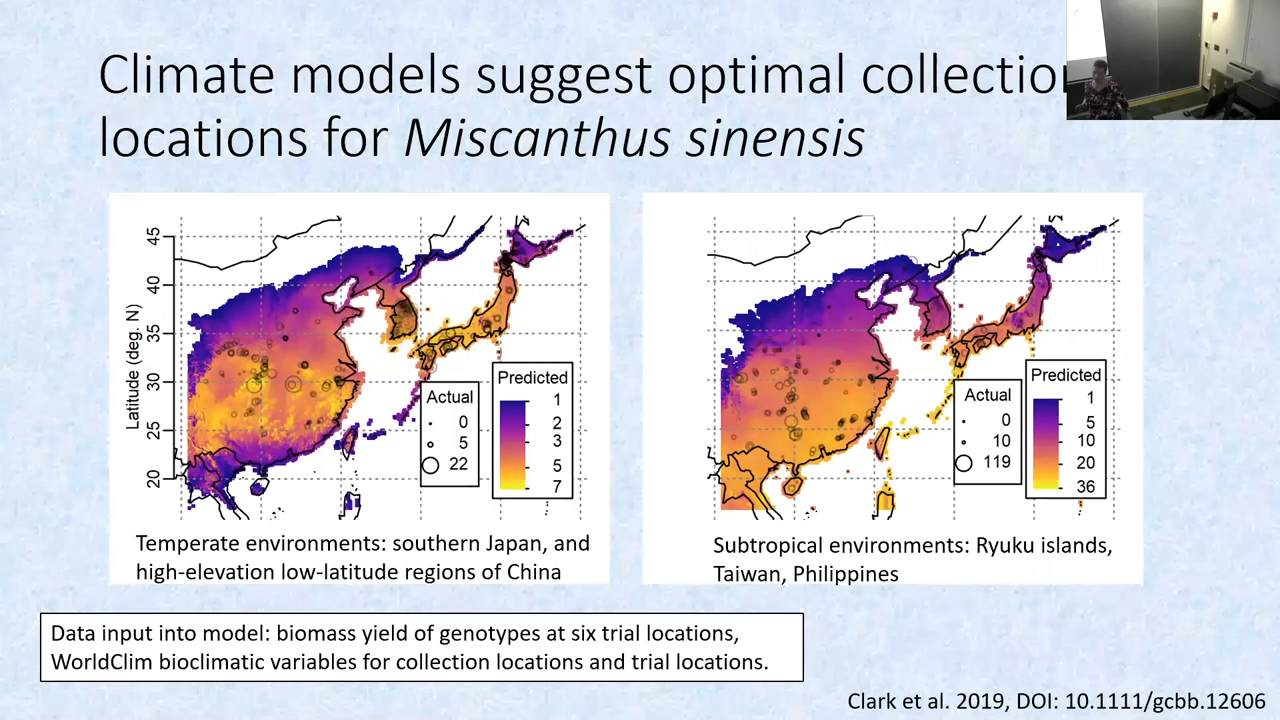 Climate models suggest optimal collection
locations for Miscanthus sinensis
45
40
35
30
25
20
Latitude (deg. N)
Actual
0
5
22
Predicted
1
2
3
5
7
Temperate environments: southern Japan, and
high-elevation low-latitude regions of China
Actual
0
10
119
Predicted
1
5
10
20
36
Subtropical environments: Ryuku islands,
Taiwan, Philippines
Data input into model: biomass yield of genotypes at six trial locations,
WorldClim bioclimatic variables for collection locations and trial locations.
Clark et al. 2019, DOI: 10.1111/gcbb.12606